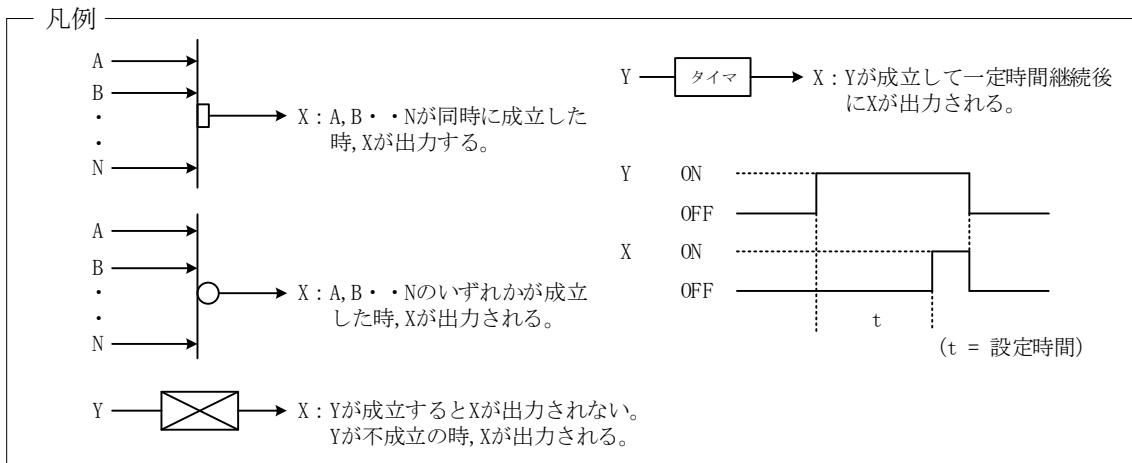 凡例
A
B
・
・
N
X：A,B・・Nが同時に成立した
時,Xが出力する。
A
B
・
・
N
X：A,B・・Nのいずれかが成立
した時,Xが出力される。
Y
X：Yが成立するとXが出力されない。
Yが不成立の時,Xが出力される。
Y
タイマ
X：Yが成立して一定時間継続後
にXが出力される。
Y ON
OFF
X ON
OFF
t
(t = 設定時間)